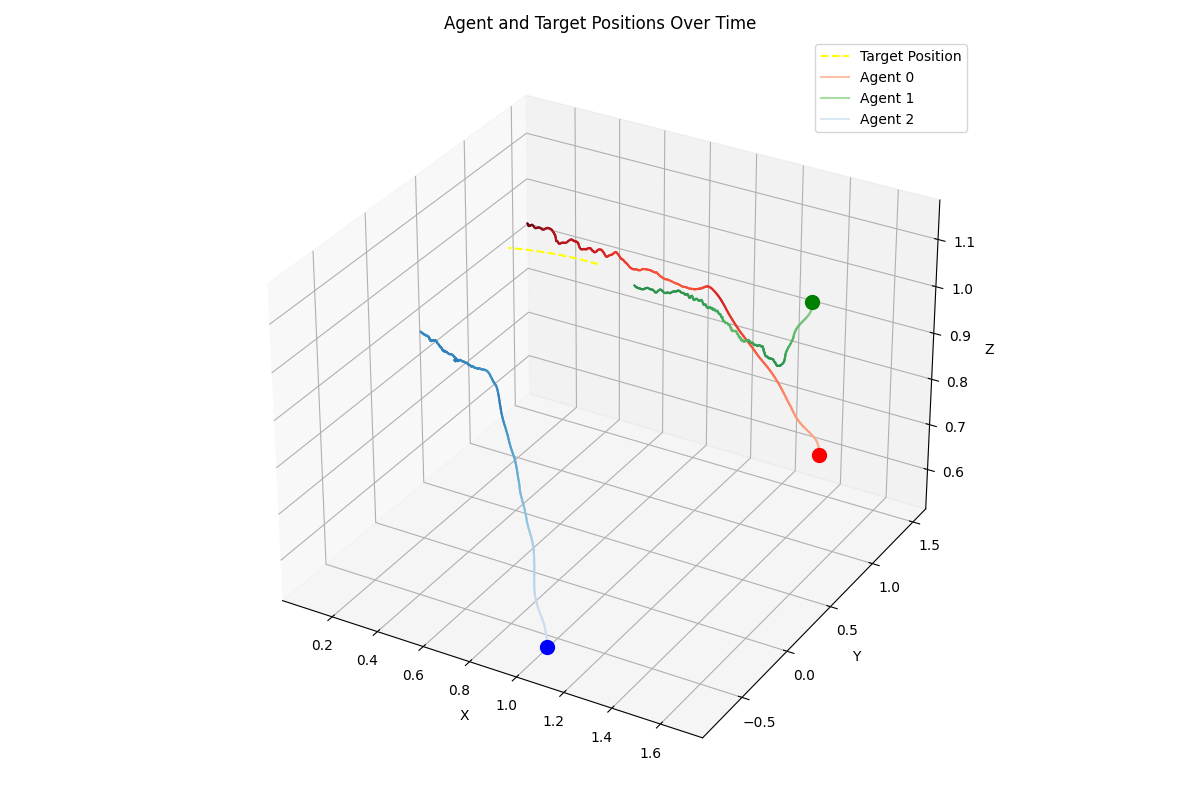 Agent and Target Positions Over Time
Target Position
Agent 0
Agent 1
Agent 2
1.1
1.0
0.9
0.8
0.7
0.6
Z
1.5
1.0
0.5
0.0
−0.5
Y
0.2
0.4
0.6
0.8
1.0
1.2
1.4
1.6
X